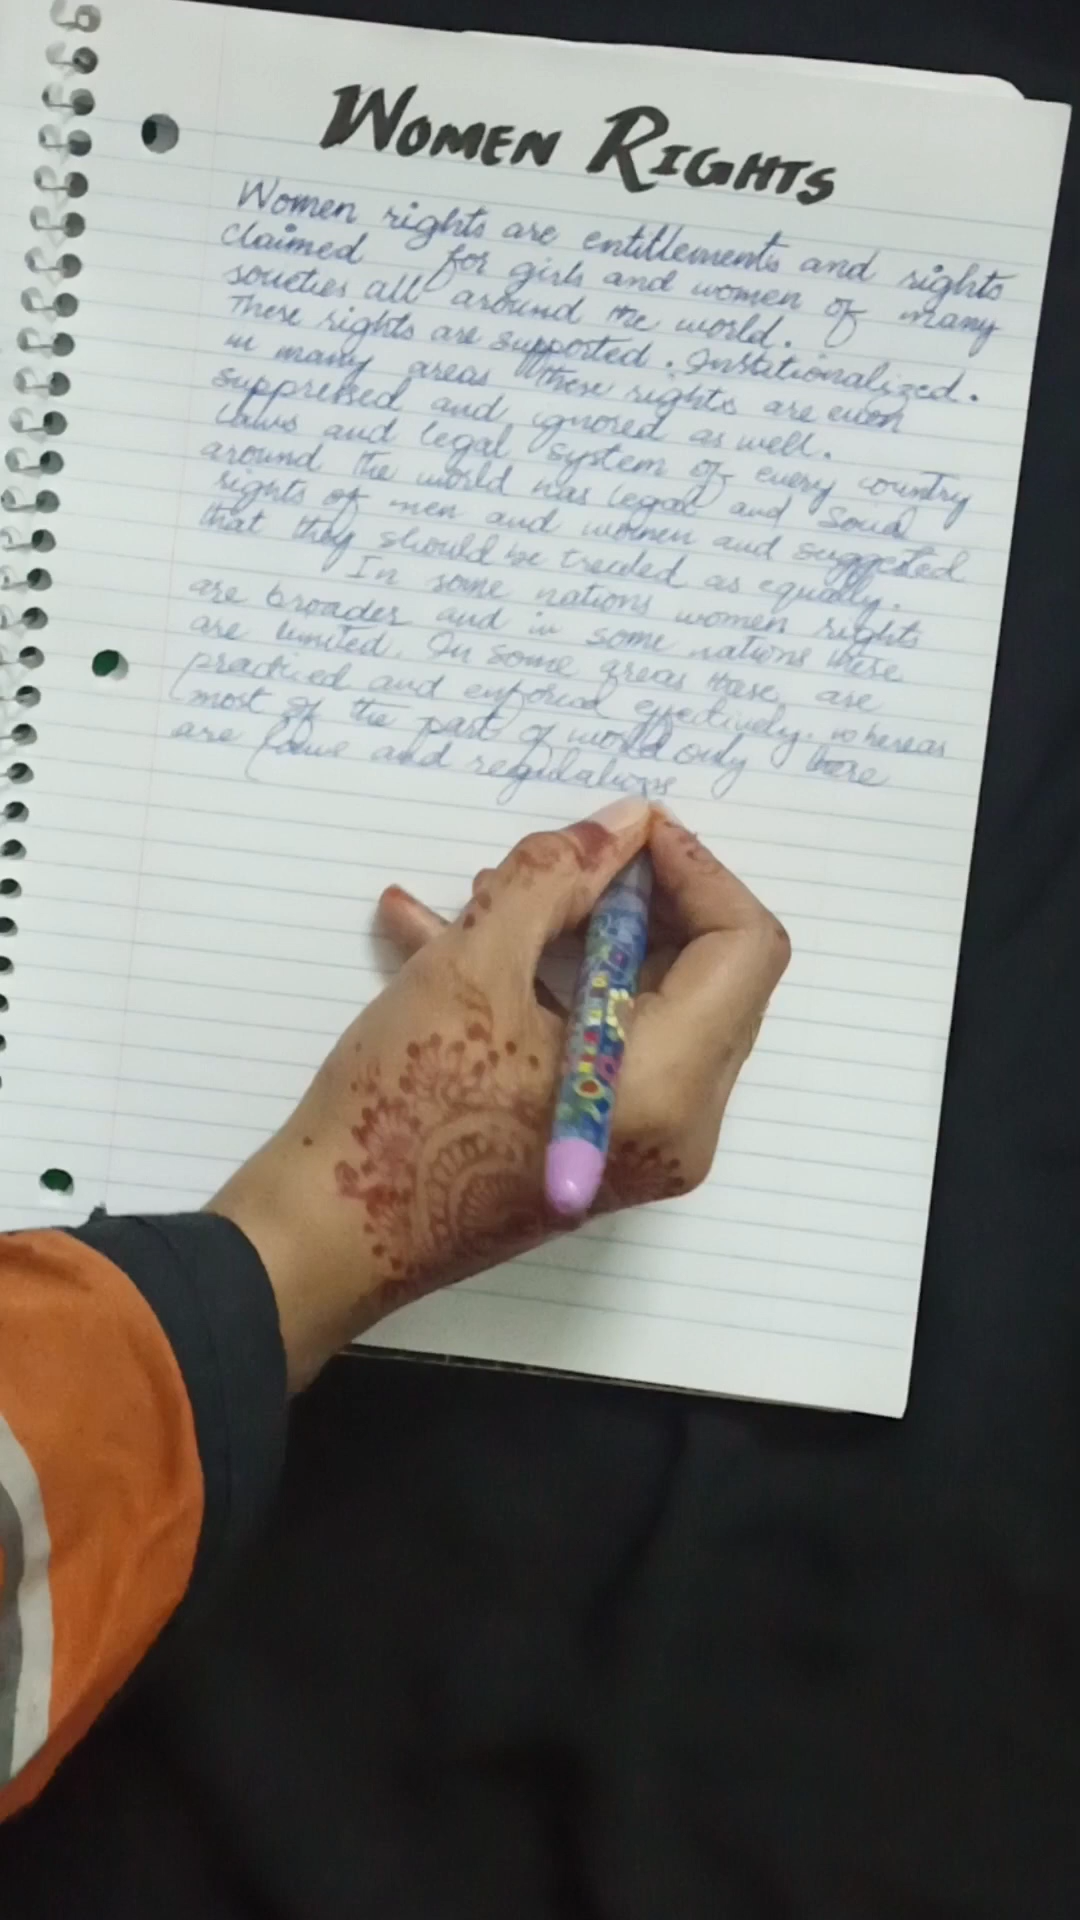 WOMEN RIGHTS
Women rights are entitlements and rights
claimed for girls and women of many
societies all around the world.
These rights are supported. Instationalized.
in many areas these rights are even
suppressed and ignored as well.
Laws and legal system of every country
around the world has legal and Social
rights of men and women and suggested
that they should be treated as equally.
In some nations women rights
are broader and in some nations these
are limited. In some areas these are
practiced and enforced effectively. whereas
most of the part of world only there
are laws and regulations